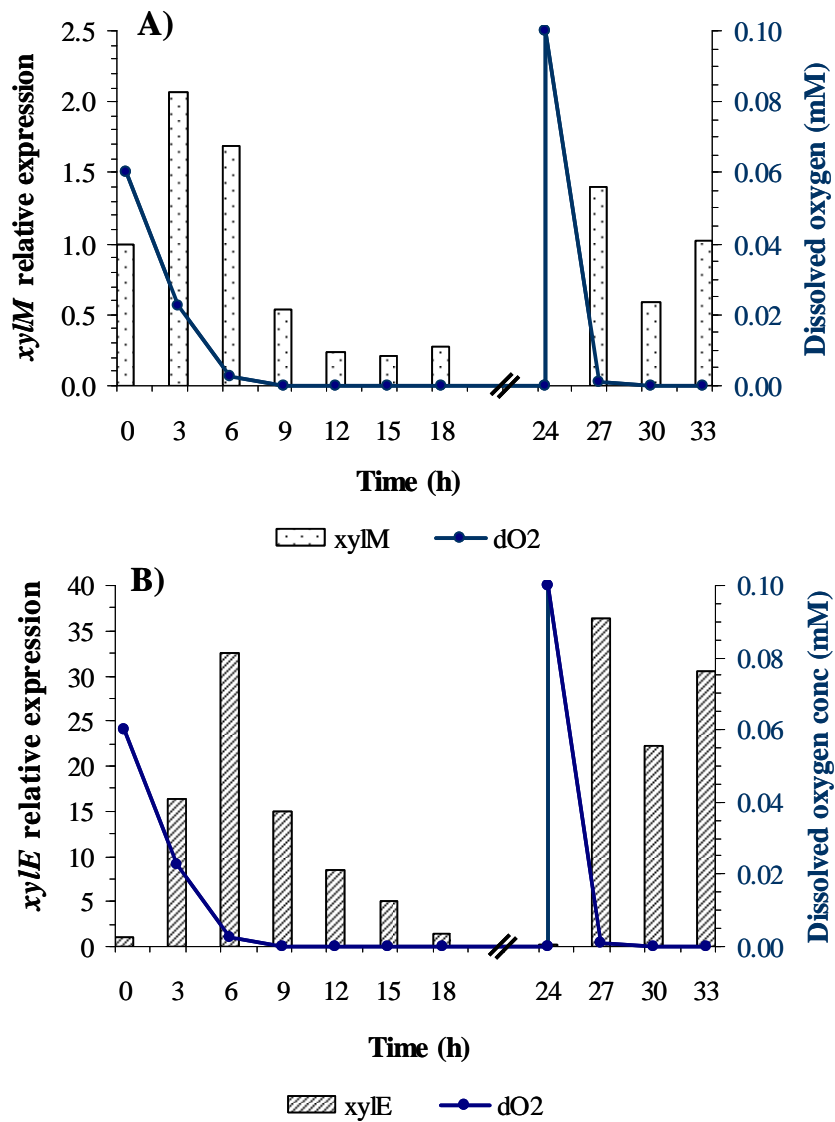 A)
xylM relative expression
2.5
2.0
1.5
1.0
0.5
0.0
0.10
0.08
0.06
0.04
0.02
0.00
Dissolved oxygen (mM)
0 3 6 9 12 15 18 24 27 30 33
Time (h)
xylM dO2
B)
xylE relative expression
40
35
30
25
20
15
10
5
0
0.10
0.08
0.06
0.04
0.02
0.00
Dissolved oxygen conc (mM)
0 3 6 9 12 15 18 24 27 30 33
Time (h)
xylE dO2